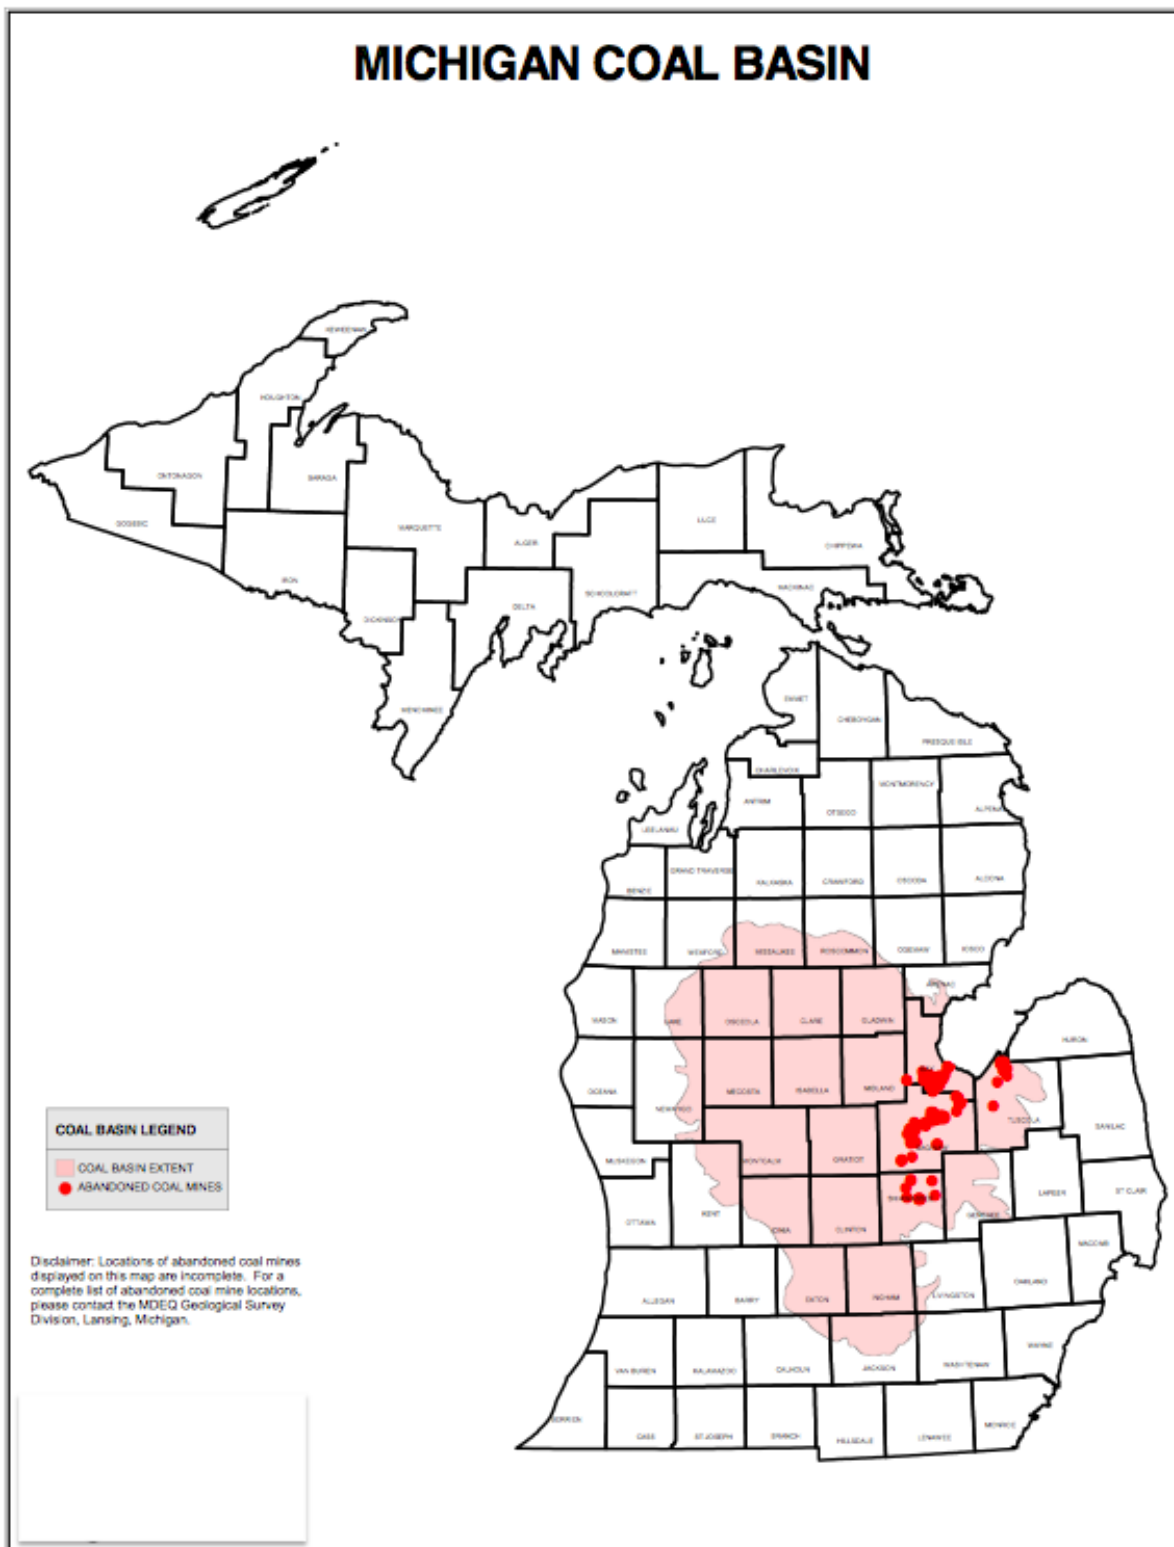 MICHIGAN COAL BASIN
KEWEENAW
HOUGHTON
ONTONAGON
BARAGA
GOGEBIC
MARQUETTE
LUCE
ALGER
CHIPPEWA
IRON
MACKINAC
SCHOOLCRAFT
DELTA
DICKINSON
MENOMINEE
EMMET
CHEBOYGAN
PRESQUE ISLE
CHARLEVOIX
MONTMORENCY
ANTRIM
OTSEGO
ALPENA
LEELANAU
GRAND TRAVERSE
BENZIE
KALKASKA
CRAWFORD
OSCODA
ALCONA
MANISTEE
WEXFORD
MISSAUKEE
ROSCOMMON
OGEMAW
IOSCO
ARENAC
MASON
LAKE
OSCEOLA
CLARE
GLADWIN
HURON
OCEANA
NEWAYGO
MECOSTA
ISABELLA
MIDLAND
TUSCOLA
SANILAC
MUSKEGON
MONTCALM
GRATIOT
LAPEER
ST CLAIR
OTTAWA
KENT
IONIA
CLINTON
GENESEE
MACOMB
OAKLAND
ALLEGAN
BARRY
EATON
INGHAM
LIVINGSTON
VAN BUREN
KALAMAZOO
CALHOUN
JACKSON
WASHTENAW
WAYNE
BERRIEN
CASS
ST JOSEPH
BRANCH
HILLSDALE
LENAWEE
MONROE
COAL BASIN LEGEND
COAL BASIN EXTENT
ABANDONED COAL MINES
Disclaimer: Locations of abandoned coal mines
displayed on this map are incomplete. For a
complete list of abandoned coal mine locations,
please contact the MDEQ Geological Survey
Division, Lansing, Michigan.